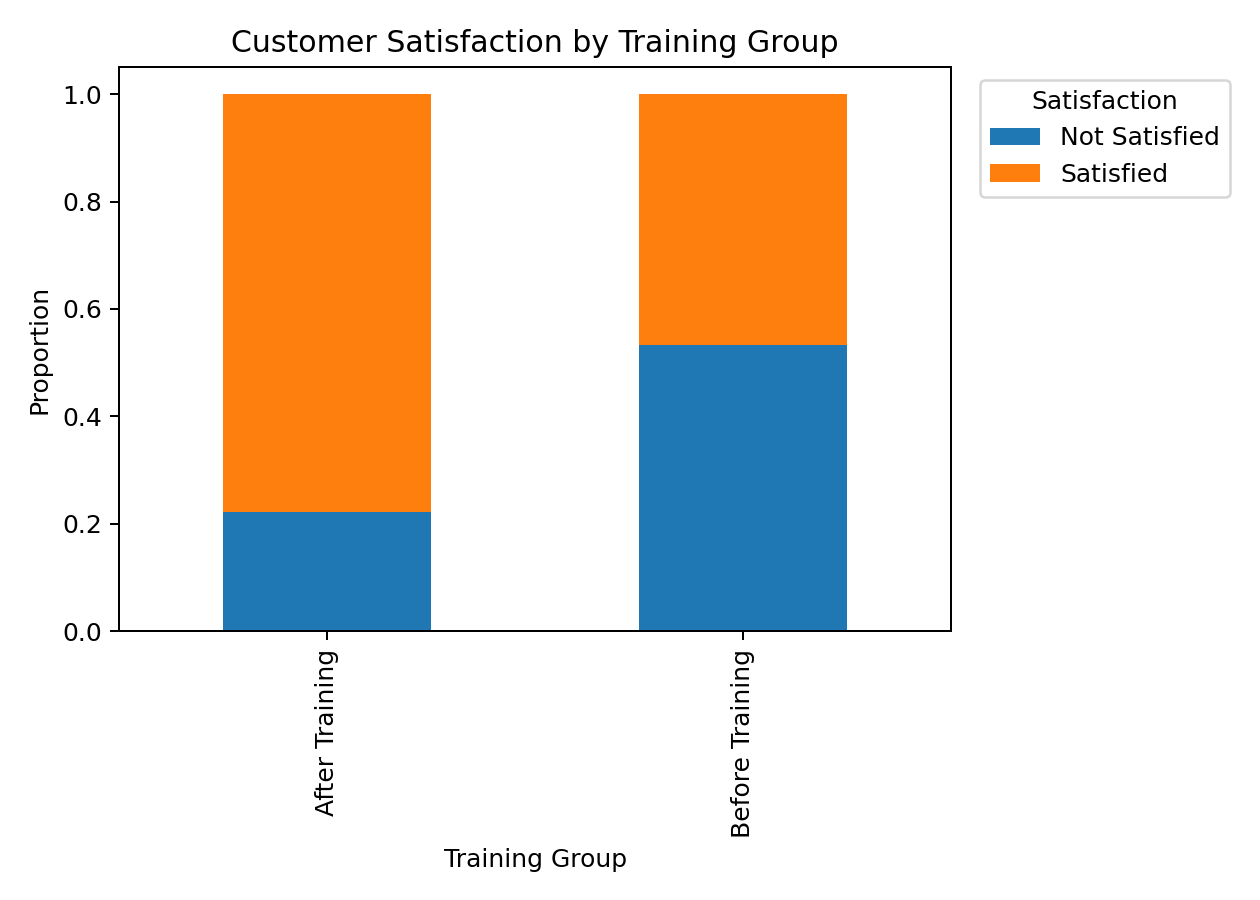 Customer Satisfaction by Training Group
Satisfaction
Not Satisfied
Satisfied
1.0
0.8
0.6
0.4
0.2
0.0
Proportion
After Training
Before Training
Training Group